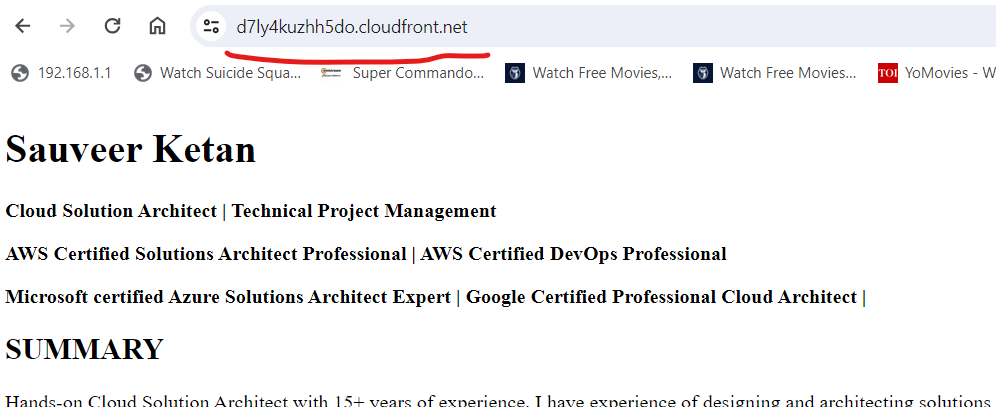 d7ly4kuzhh5do.cloudfront.net
192.168.1.1 Watch Suicide Squa... Super Commando... Watch Free Movies,... Watch Free Movies... YoMovies - W
Sauveer Ketan
Cloud Solution Architect | Technical Project Management
AWS Certified Solutions Architect Professional | AWS Certified DevOps Professional
Microsoft certified Azure Solutions Architect Expert | Google Certified Professional Cloud Architect |
SUMMARY
Hands-on Cloud Solution Architect with 15+ years of experience. I have experience of designing and architecting solutions